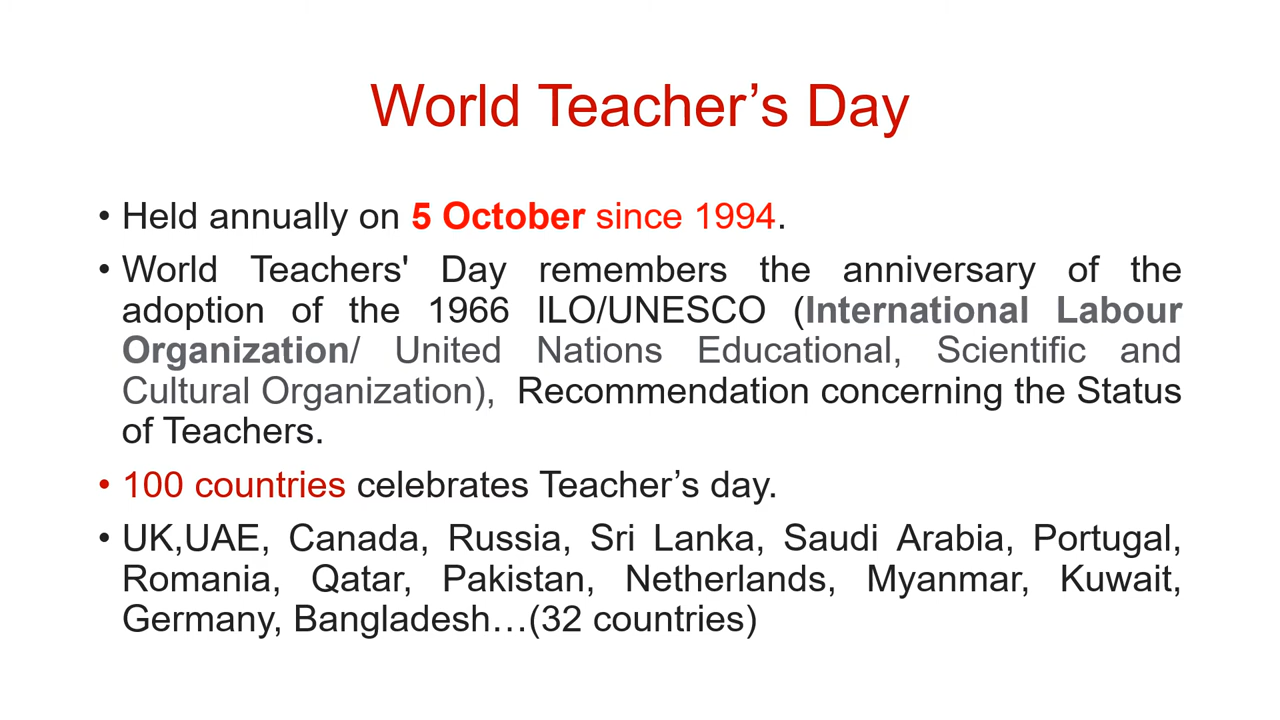 World Teacher’s Day
• Held annually on 5 October since 1994.
• World Teachers' Day remembers the anniversary of the
adoption of the 1966 ILO/UNESCO (International Labour
Organization/ United Nations Educational, Scientific and
Cultural Organization), Recommendation concerning the Status
of Teachers.
• 100 countries celebrates Teacher’s day.
• UK,UAE, Canada, Russia, Sri Lanka, Saudi Arabia, Portugal,
Romania, Qatar, Pakistan, Netherlands, Myanmar, Kuwait,
Germany, Bangladesh…(32 countries)